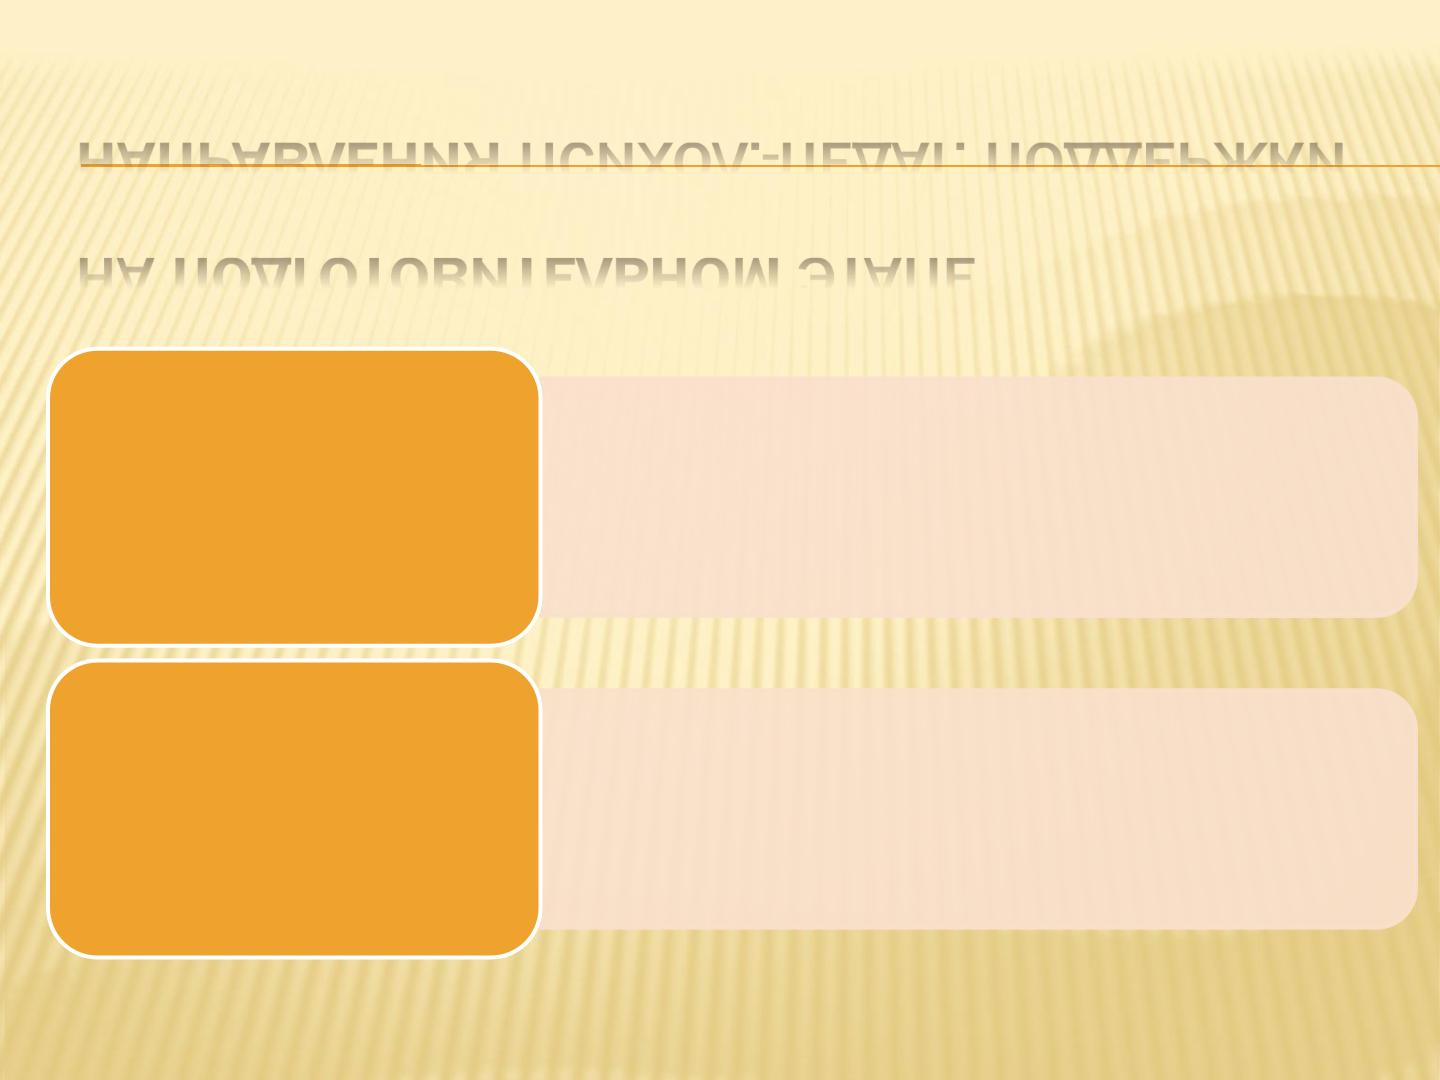 НАПРАВЛЕНИЯ ПСИХОЛ.-ПЕДАГ. ПОДДЕРЖКИ
НА ПОДГОТОВИТЕЛЬНОМ ЭТАПЕ